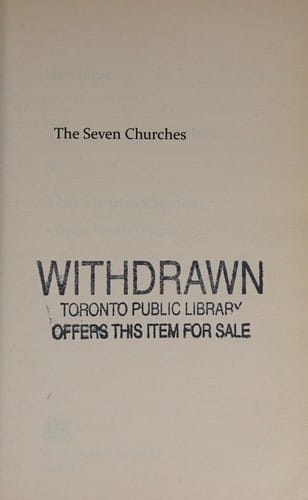 The Seven Churches
WITHDRAWN
TORONTO PUBLIC LIBRARY
OFFERS THIS ITEM FOR SALE